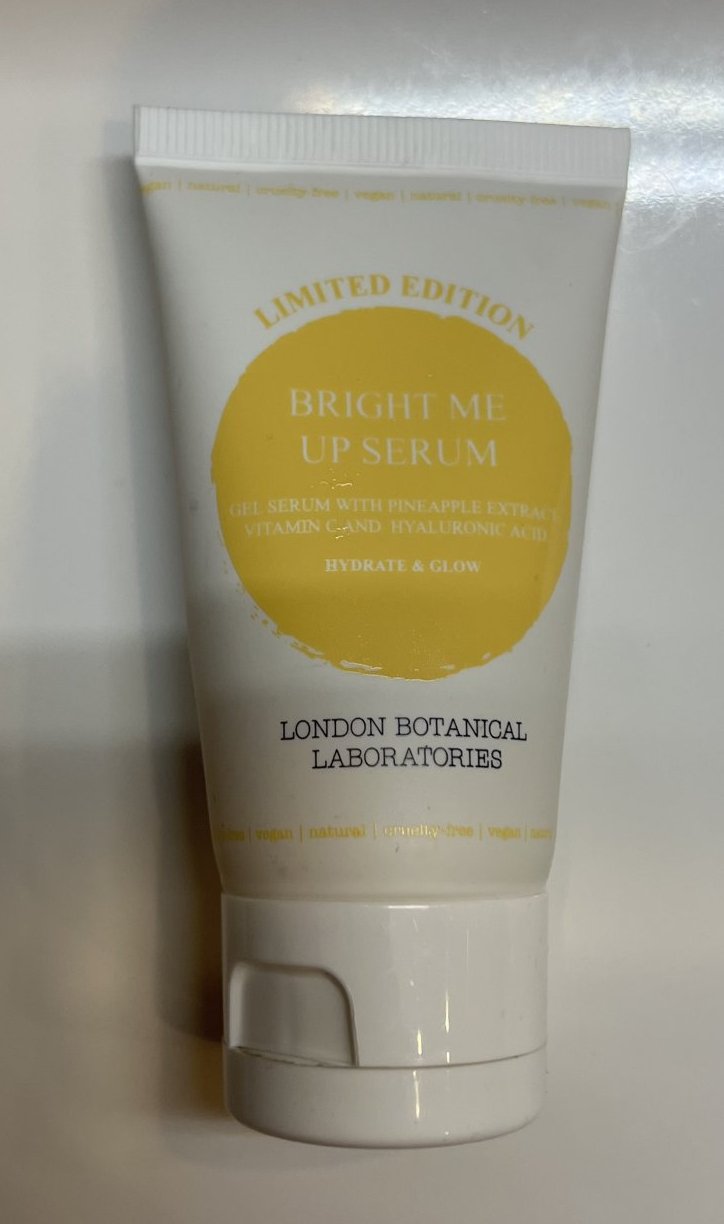 natural | cruelty-free | vegan | natural | cruelty-free | vegan
LIMITED EDITION
BRIGHT ME
UP SERUM
GEL SERUM WITH PINEAPPLE EXTRACT
VITAMIN C AND HYALURONIC ACID
HYDRATE & GLOW
LONDON BOTANICAL
LABORATORIES
| vegan | natural | cruelty-free | vegan |